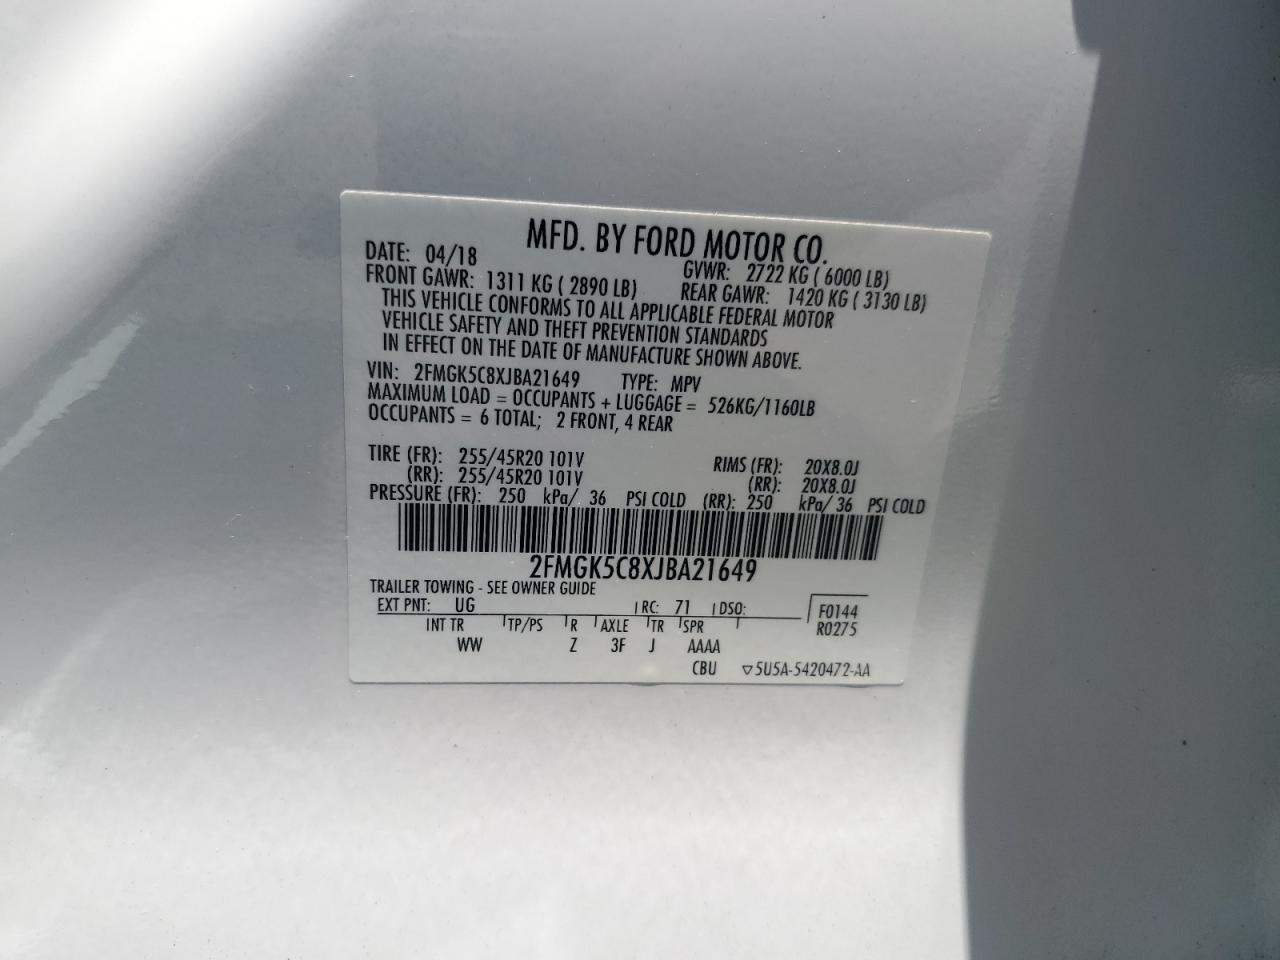 MFD. BY FORD MOTOR CO.
DATE: 04/18 GVWR: 2722 KG ( 6000 LB)
FRONT GAWR: 1311 KG ( 2890 LB) REAR GAWR: 1420 KG ( 3130 LB)
THIS VEHICLE CONFORMS TO ALL APPLICABLE FEDERAL MOTOR
VEHICLE SAFETY AND THEFT PREVENTION STANDARDS
IN EFFECT ON THE DATE OF MANUFACTURE SHOWN ABOVE.
VIN: 2FMGK5C8XJBA21649 TYPE: MPV
MAXIMUM LOAD = OCCUPANTS + LUGGAGE = 526KG/1160LB
OCCUPANTS = 6 TOTAL; 2 FRONT, 4 REAR
TIRE (FR): 255/45R20 101V RIMS (FR): 20X8.0J
(RR): 255/45R20 101V (RR): 20X8.0J
PRESSURE (FR): 250 kPa/ 36 PSI COLD (RR): 250 kPa/ 36 PSI COLD
2FMGK5C8XJBA21649
TRAILER TOWING - SEE OWNER GUIDE
EXT PNT: UG RC: 71 DSO: F0144
INT TR TP/PS R AXLE TR SPR R0275
WW Z 3F J AAAA
CBU ▽5U5A-5420472-AA